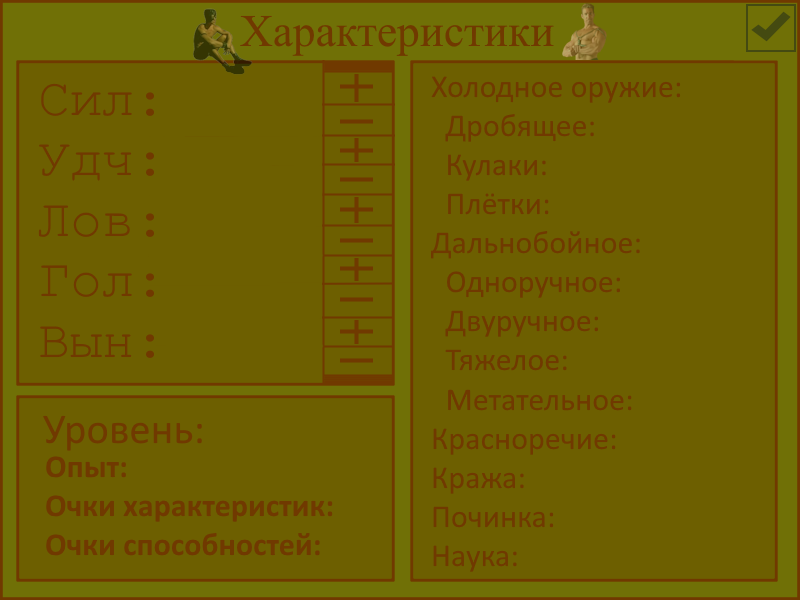 Характеристики
Сил:
Удч:
Лов:
Гол:
Вын:
Уровень:
Опыт:
Очки характеристик:
Очки способностей:
Холодное оружие:
Дробящее:
Кулаки:
Плётки:
Дальнобойное:
Одноручное:
Двуручное:
Тяжелое:
Метательное:
Красноречие:
Кража:
Починка:
Наука: